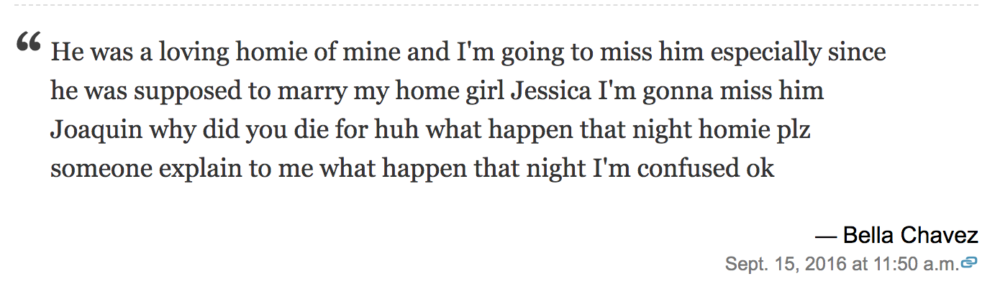 “ He was a loving homie of mine and I'm going to miss him especially since
he was supposed to marry my home girl Jessica I'm gonna miss him
Joaquin why did you die for huh what happen that night homie plz
someone explain to me what happen that night I'm confused ok
— Bella Chavez
Sept. 15, 2016 at 11:50 a.m.